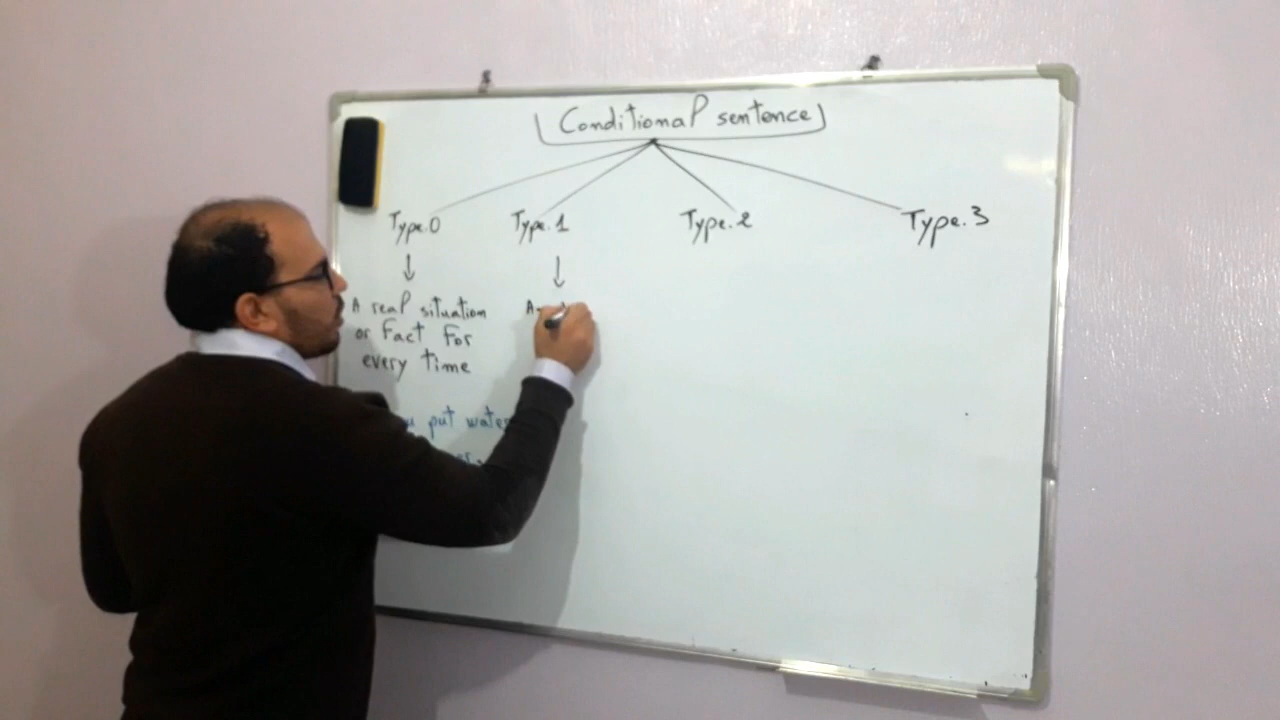 Conditional sentence
Type.0 Type.1 Type.2 Type.3
A real situation
or Fact For
every time
put water